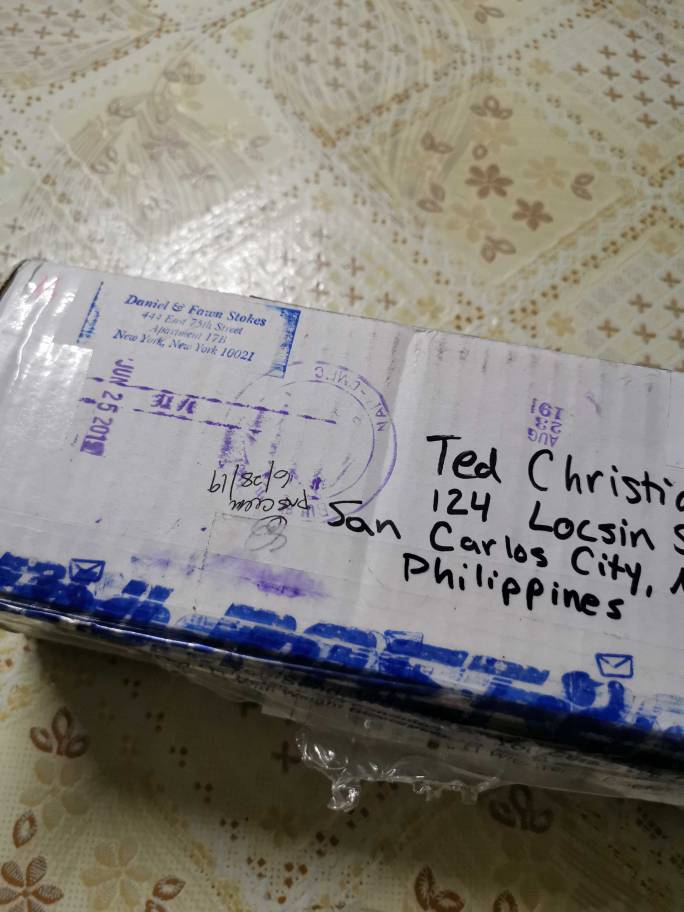 Daniel & Fawn Stokes
444 East 75th Street
Apartment 17B
New York, New York 10021
JUN 25 201
AUG
23
19
6/28/19
Ted Christi
124 Locsin S
San Carlos City,
Philippines